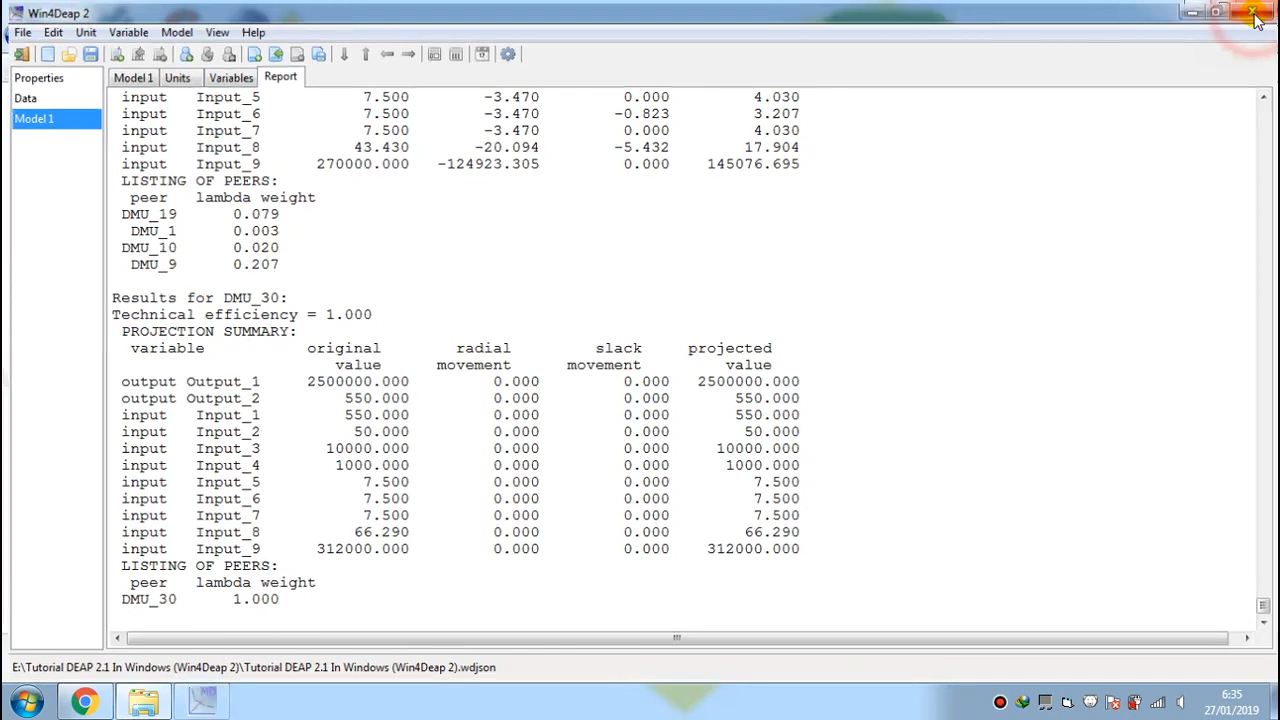 Win4Deap 2
File Edit Unit Variable Model View Help
Properties
Data
Model 1
Model 1 Units Variables Report
input Input_5 7.500 -3.470 0.000 4.030
input Input_6 7.500 -3.470 -0.823 3.207
input Input_7 7.500 -3.470 0.000 4.030
input Input_8 43.430 -20.094 -5.432 17.904
input Input_9 270000.000 -124923.305 0.000 145076.695
LISTING OF PEERS:
peer lambda weight
DMU_19 0.079
DMU_1 0.003
DMU_10 0.020
DMU_9 0.207
Results for DMU_30:
Technical efficiency = 1.000
PROJECTION SUMMARY:
variable original radial slack projected
value movement movement value
output Output_1 2500000.000 0.000 0.000 2500000.000
output Output_2 550.000 0.000 0.000 550.000
input Input_1 550.000 0.000 0.000 550.000
input Input_2 50.000 0.000 0.000 50.000
input Input_3 10000.000 0.000 0.000 10000.000
input Input_4 1000.000 0.000 0.000 1000.000
input Input_5 7.500 0.000 0.000 7.500
input Input_6 7.500 0.000 0.000 7.500
input Input_7 7.500 0.000 0.000 7.500
input Input_8 66.290 0.000 0.000 66.290
input Input_9 312000.000 0.000 0.000 312000.000
LISTING OF PEERS:
peer lambda weight
DMU_30 1.000
E:\Tutorial DEAP 2.1 In Windows (Win4Deap 2)\Tutorial DEAP 2.1 In Windows (Win4Deap 2).wdjson
6:35
27/01/2019